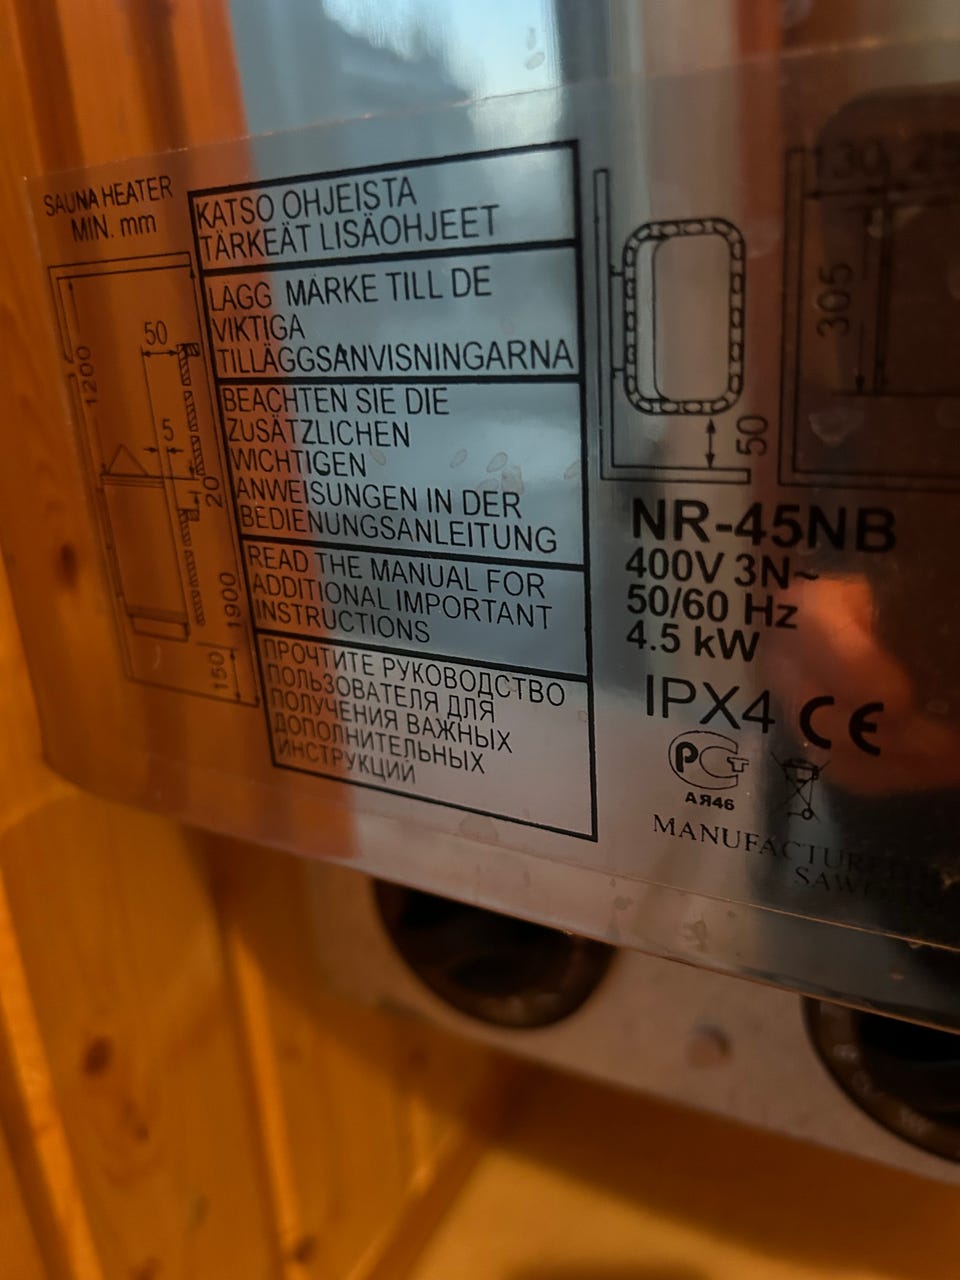 SAUNA HEATER
MIN. mm
1200
50
5
20
1900
150
KATSO OHJEISTA
TÄRKEÄT LISÄOHJEET
LÄGG MÄRKE TILL DE
VIKTIGA
TILLÄGGSANVISNINGARNA
BEACHTEN SIE DIE
ZUSÄTZLICHEN
WICHTIGEN
ANWEISUNGEN IN DER
BEDIENUNGSANLEITUNG
READ THE MANUAL FOR
ADDITIONAL IMPORTANT
INSTRUCTIONS
ПРОЧТИТЕ РУКОВОДСТВО
ПОЛЬЗОВАТЕЛЯ ДЛЯ
ПОЛУЧЕНИЯ ВАЖНЫХ
ДОПОЛНИТЕЛЬНЫХ
ИНСТРУКЦИЙ
50
130
305
NR-45NB
400V 3N~
50/60 Hz
4.5 kW
IPX4 CE
РСТ
АЯ46